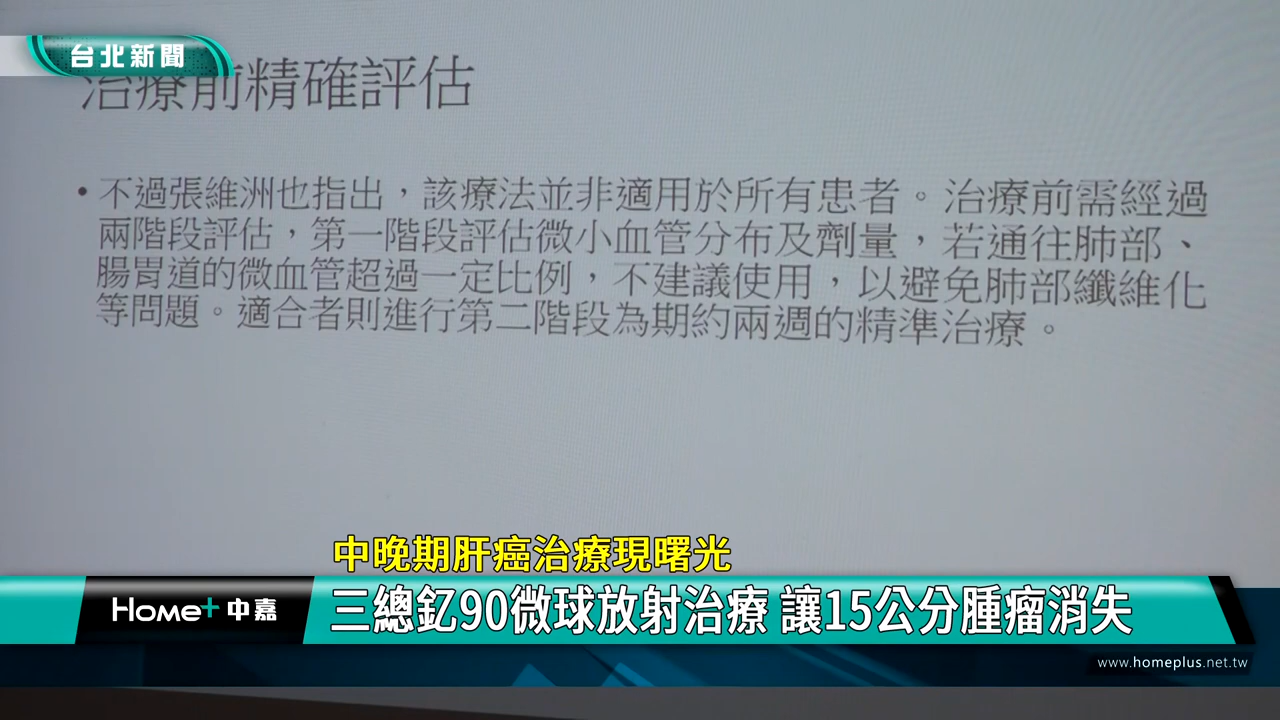 台北新聞
治療前精確評估
• 不過張維洲也指出，該療法並非適用於所有患者。治療前需經過
兩階段評估，第一階段評估微小血管分布及劑量，若通往肺部、
腸胃道的微血管超過一定比例，不建議使用，以避免肺部纖維化
等問題。適合者則進行第二階段為期約兩週的精準治療。
中晚期肝癌治療現曙光
Home+ 中嘉
三總釔90微球放射治療 讓15公分腫瘤消失
www.homeplus.net.tw